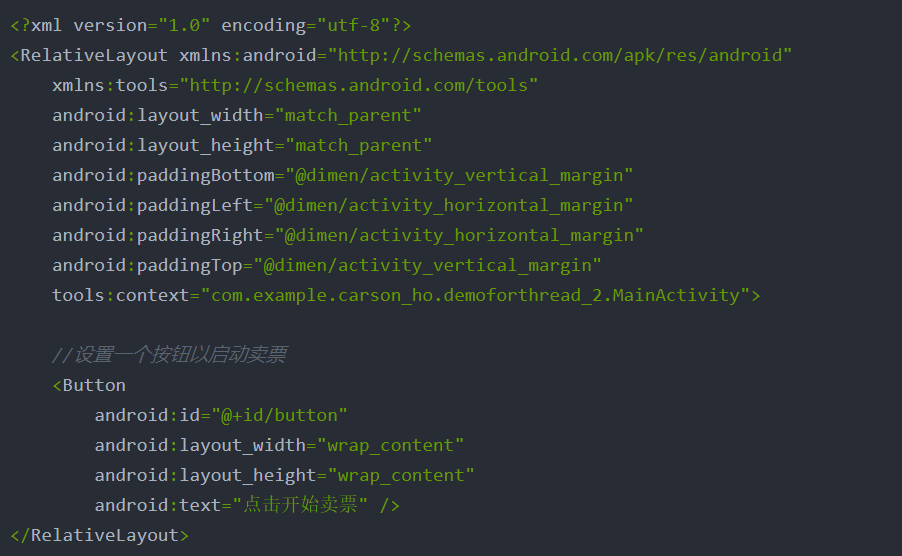 <?xml version="1.0" encoding="utf-8"?>
<RelativeLayout xmlns:android="http://schemas.android.com/apk/res/android"
    xmlns:tools="http://schemas.android.com/tools"
    android:layout_width="match_parent"
    android:layout_height="match_parent"
    android:paddingBottom="@dimen/activity_vertical_margin"
    android:paddingLeft="@dimen/activity_horizontal_margin"
    android:paddingRight="@dimen/activity_horizontal_margin"
    android:paddingTop="@dimen/activity_vertical_margin"
    tools:context="com.example.carson_ho.demoforthread_2.MainActivity">

    //设置一个按钮以启动卖票
    <Button
        android:id="@+id/button"
        android:layout_width="wrap_content"
        android:layout_height="wrap_content"
        android:text="点击开始卖票" />
</RelativeLayout>